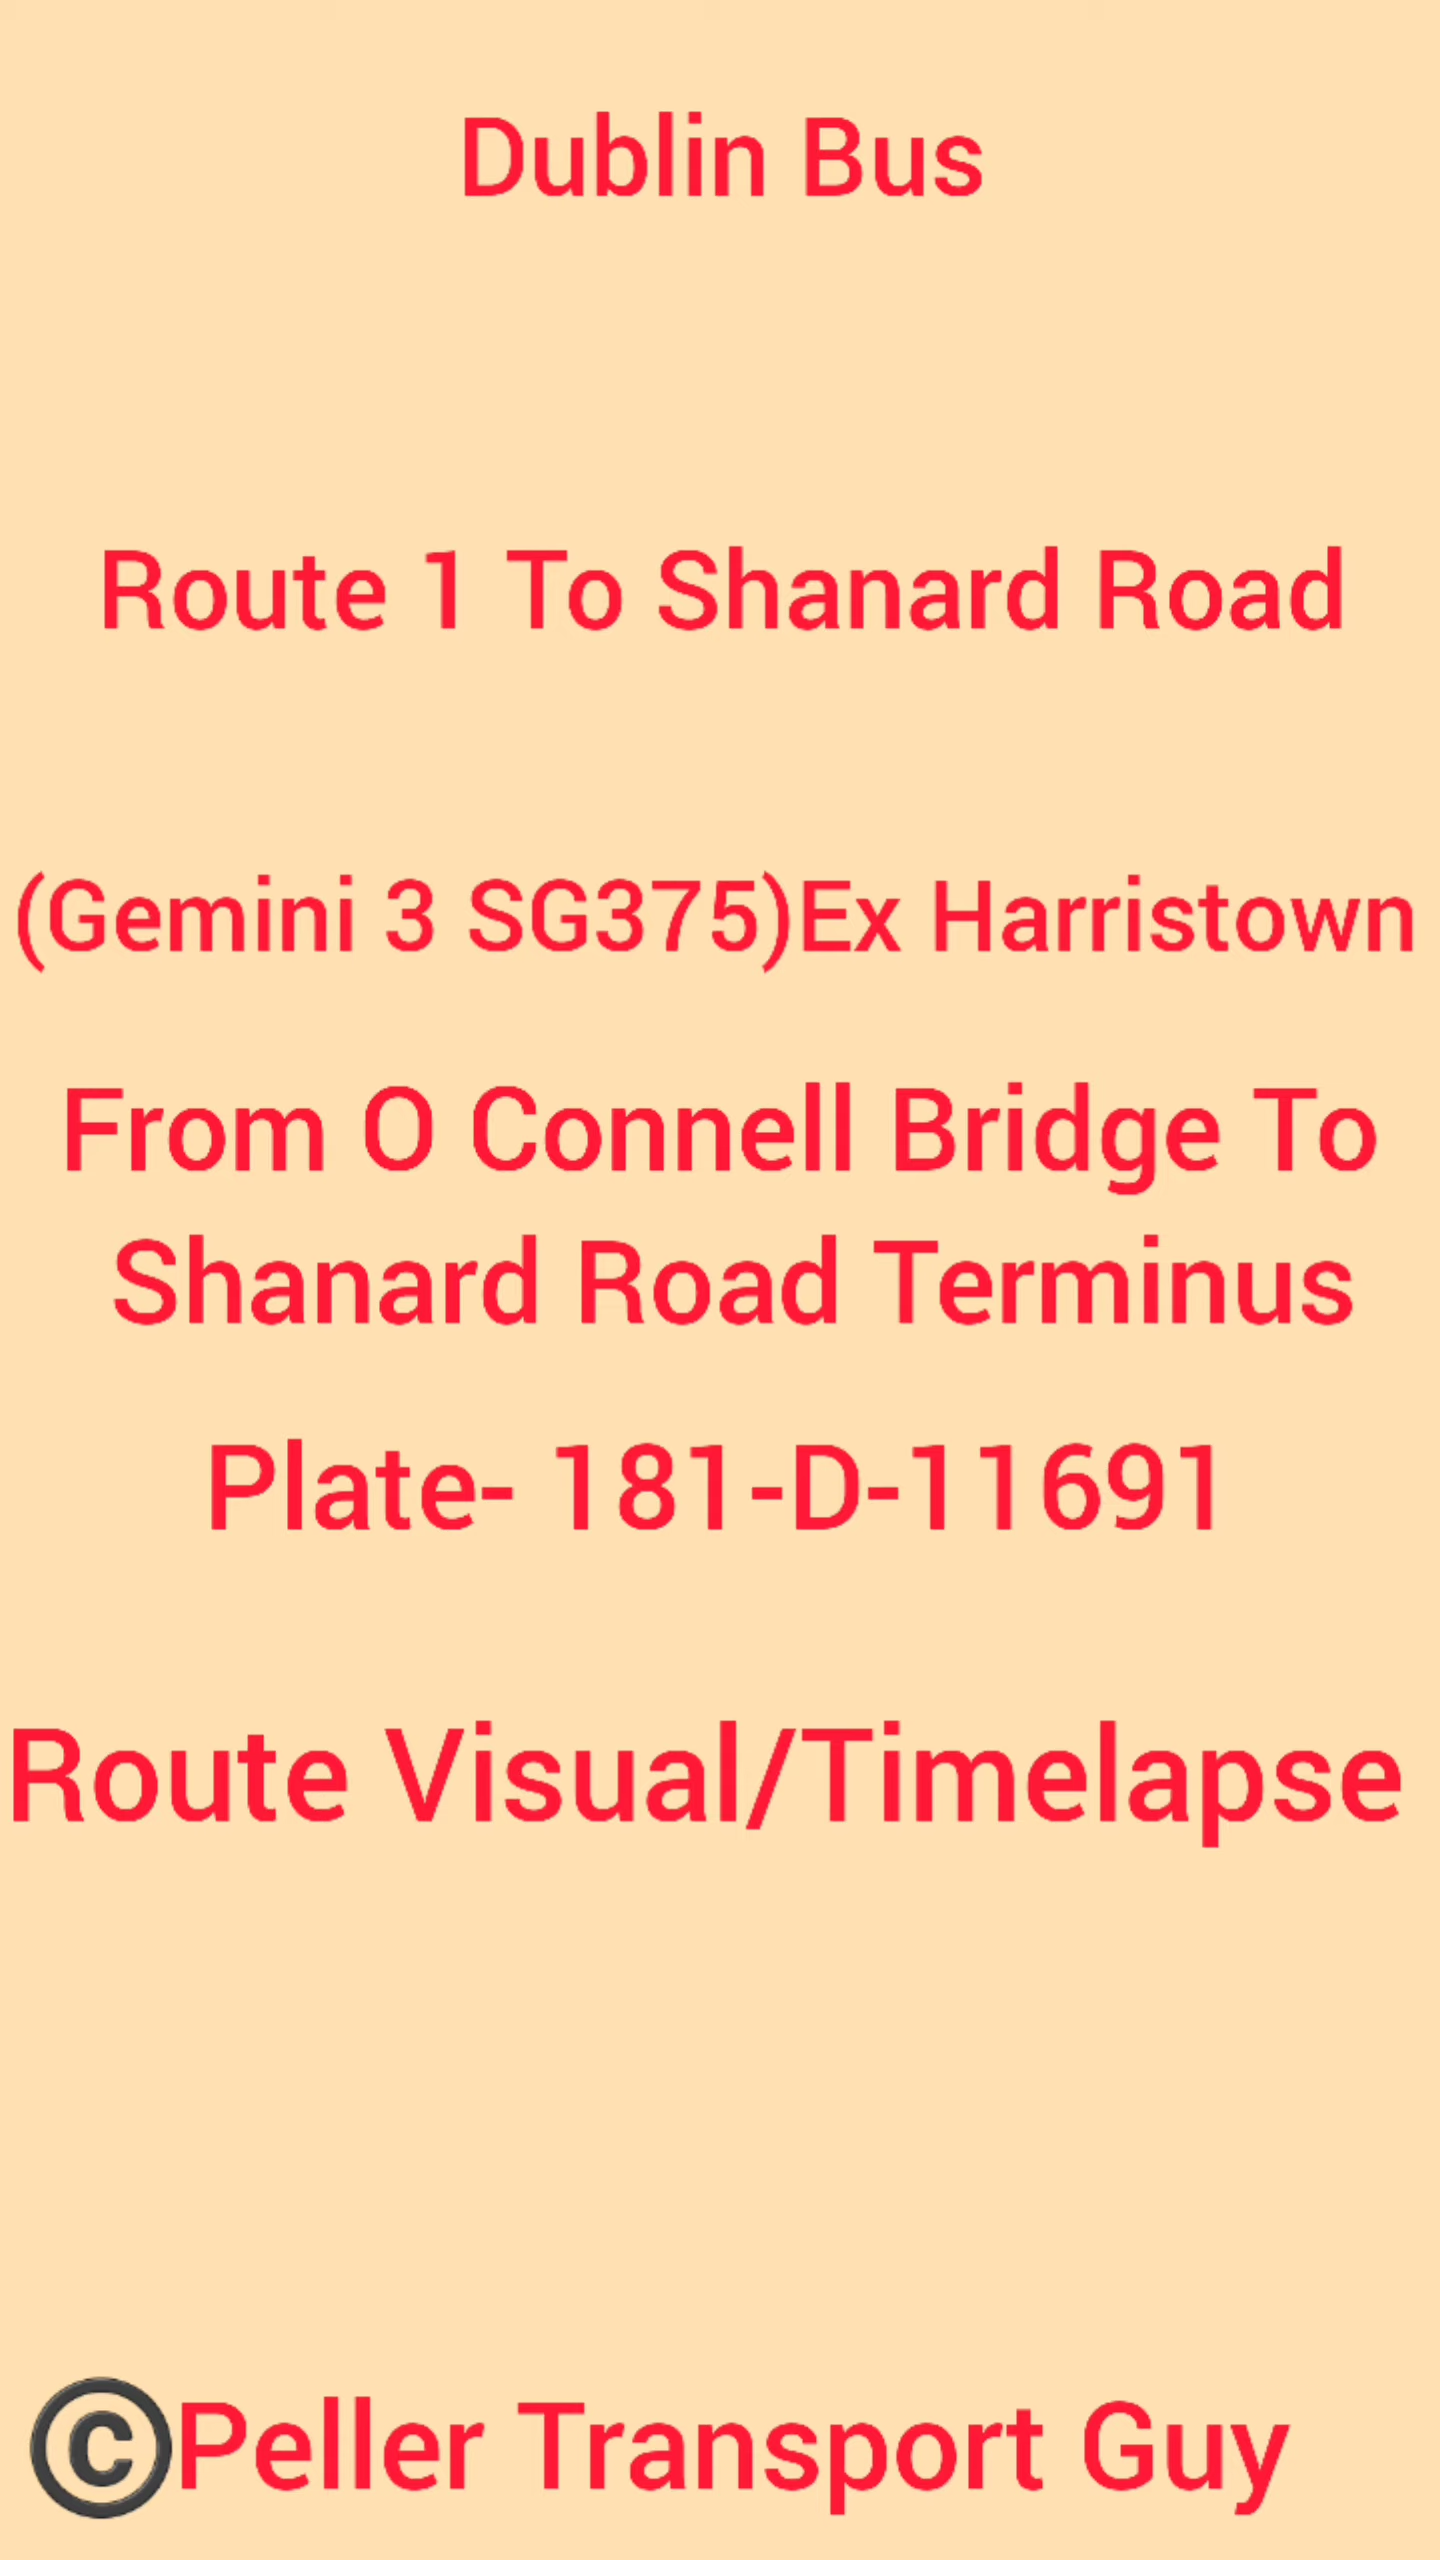 Dublin Bus
Route 1 To Shanard Road
(Gemini 3 SG375)Ex Harristown
From O Connell Bridge To
Shanard Road Terminus
Plate- 181-D-11691
Route Visual/Timelapse
©Peller Transport Guy